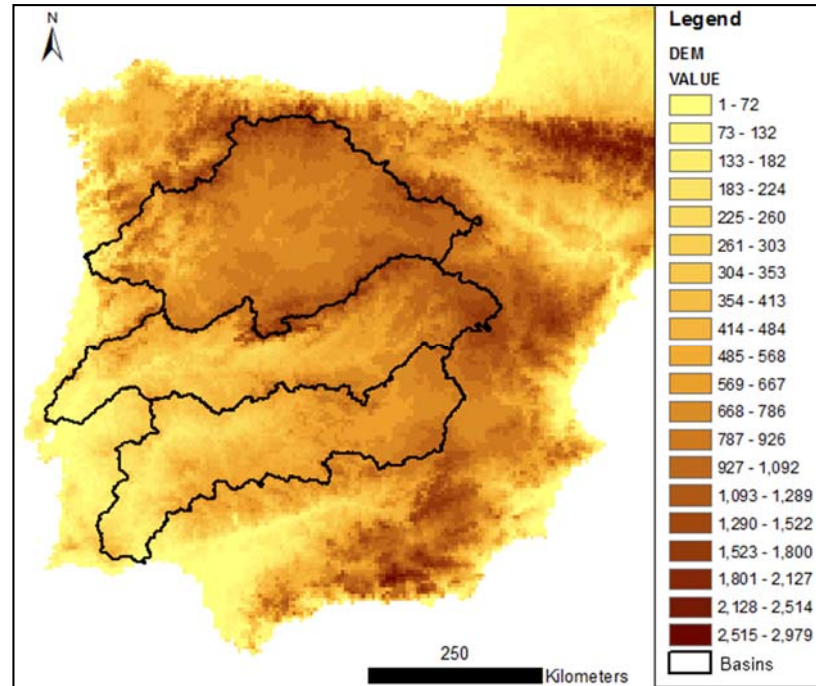 N
Legend
DEM
VALUE
1 - 72
73 - 132
133 - 182
183 - 224
225 - 260
261 - 303
304 - 353
354 - 413
414 - 484
485 - 568
569 - 667
668 - 786
787 - 926
927 - 1,092
1,093 - 1,289
1,290 - 1,522
1,523 - 1,800
1,801 - 2,127
2,128 - 2,514
2,515 - 2,979
Basins
250
Kilometers